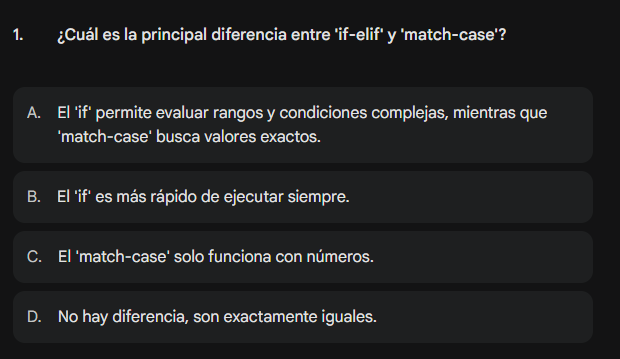 1. ¿Cuál es la principal diferencia entre 'if-elif' y 'match-case'?
A. El 'if' permite evaluar rangos y condiciones complejas, mientras que
'match-case' busca valores exactos.
B. El 'if' es más rápido de ejecutar siempre.
C. El 'match-case' solo funciona con números.
D. No hay diferencia, son exactamente iguales.